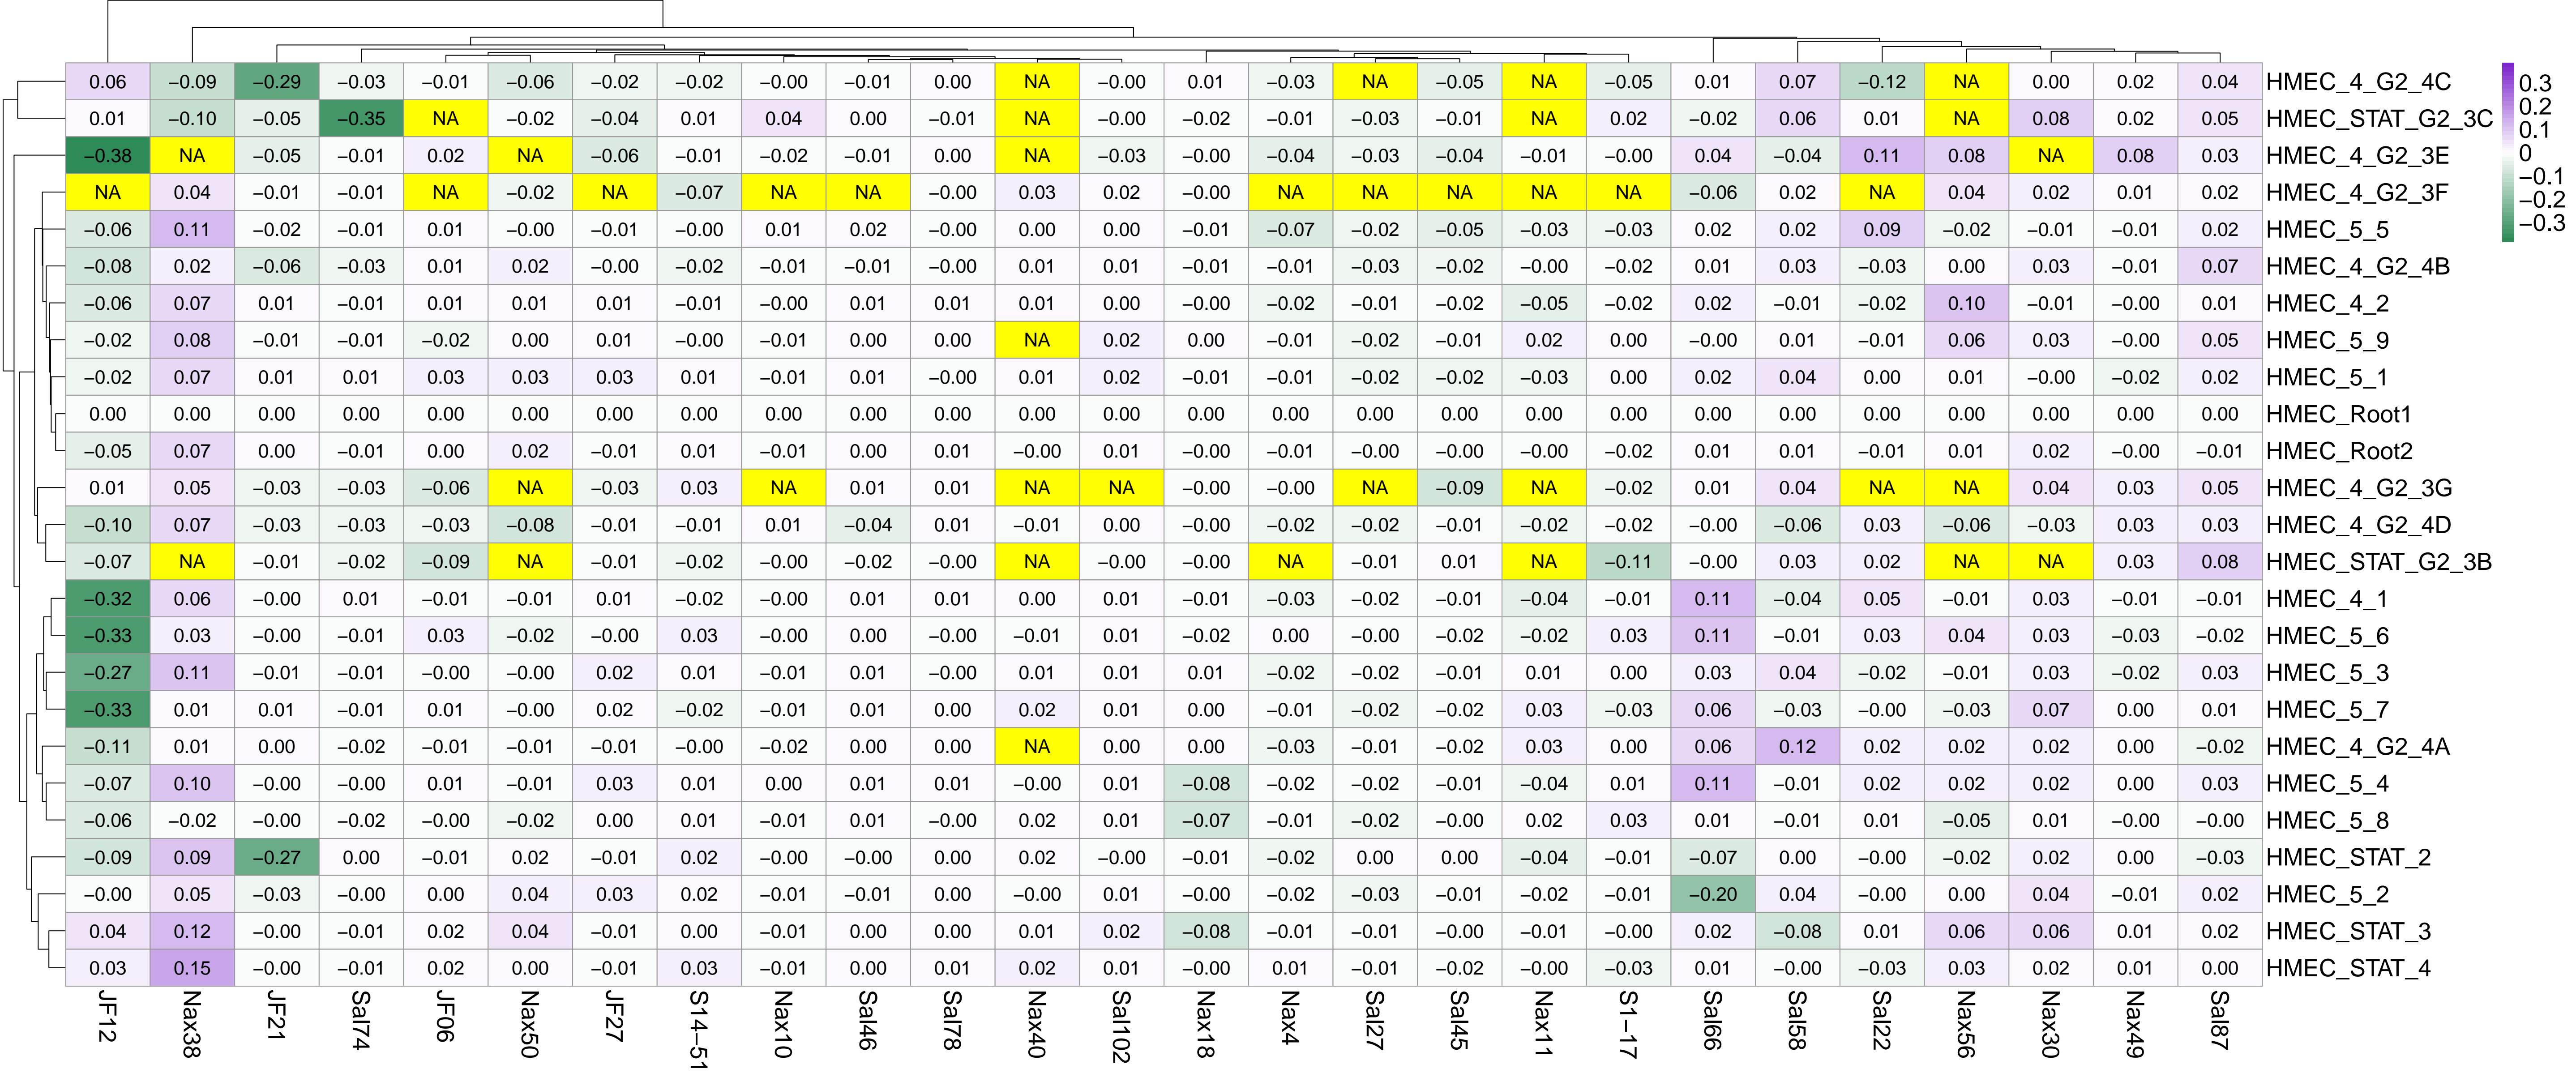 0.06 −0.09 −0.29 −0.03 −0.01 −0.06 −0.02 −0.02 −0.00 −0.01 0.00 NA −0.00 0.01 −0.03 NA −0.05 NA −0.05 0.01 0.07 −0.12 NA 0.00 0.02 0.04 HMEC_4_G2_4C
0.01 −0.10 −0.05 −0.35 NA −0.02 −0.04 0.01 0.04 0.00 −0.01 NA −0.00 −0.02 −0.01 −0.03 −0.01 NA 0.02 −0.02 0.06 0.01 NA 0.08 0.02 0.05 HMEC_STAT_G2_3C
−0.38 NA −0.05 −0.01 0.02 NA −0.06 −0.01 −0.02 −0.01 0.00 NA −0.03 −0.00 −0.04 −0.03 −0.04 −0.01 −0.00 0.04 −0.04 0.11 0.08 NA 0.08 0.03 HMEC_4_G2_3E
NA 0.04 −0.01 −0.01 NA −0.02 NA −0.07 NA NA −0.00 0.03 0.02 −0.00 NA NA NA NA NA −0.06 0.02 NA 0.04 0.02 0.01 0.02 HMEC_4_G2_3F
−0.06 0.11 −0.02 −0.01 0.01 −0.00 −0.01 −0.00 0.01 0.02 −0.00 0.00 0.00 −0.01 −0.07 −0.02 −0.05 −0.03 −0.03 0.02 0.02 0.09 −0.02 −0.01 −0.01 0.02 HMEC_5_5
−0.08 0.02 −0.06 −0.03 0.01 0.02 −0.00 −0.02 −0.01 −0.01 −0.00 0.01 0.01 −0.01 −0.01 −0.03 −0.02 −0.00 −0.02 0.01 0.03 −0.03 0.00 0.03 −0.01 0.07 HMEC_4_G2_4B
−0.06 0.07 0.01 −0.01 0.01 0.01 0.01 −0.01 −0.00 0.01 0.01 0.01 0.00 −0.00 −0.02 −0.01 −0.02 −0.05 −0.01 0.02 −0.01 −0.02 0.10 −0.01 −0.00 0.01 HMEC_4_2
−0.02 0.08 −0.01 −0.01 −0.02 0.00 0.01 −0.00 −0.01 0.00 0.00 NA 0.02 0.00 −0.01 −0.02 −0.01 0.02 0.00 −0.00 0.01 −0.01 0.06 0.03 −0.00 0.05 HMEC_5_9
−0.02 0.07 0.01 0.01 0.03 0.03 0.03 0.01 −0.01 0.01 −0.00 0.01 0.02 −0.01 −0.01 −0.02 −0.02 −0.03 0.00 0.02 0.04 0.00 0.01 −0.00 −0.02 0.02 HMEC_5_1
0.00 0.00 0.00 0.00 0.00 0.00 0.00 0.00 0.00 0.00 0.00 0.00 0.00 0.00 0.00 0.00 0.00 0.00 0.00 0.00 0.00 0.00 0.00 0.00 0.00 0.00 HMEC_Root1
−0.05 0.07 0.00 −0.01 0.00 0.02 −0.01 0.01 −0.01 0.00 0.01 −0.00 0.01 −0.00 −0.01 −0.00 −0.00 −0.00 −0.02 0.01 0.01 −0.01 0.01 0.02 −0.00 −0.01 HMEC_Root2
0.01 0.05 −0.03 −0.03 −0.06 NA −0.03 0.03 NA 0.01 0.01 NA NA −0.00 −0.00 NA −0.09 NA −0.02 0.01 0.04 NA NA 0.04 0.03 0.05 HMEC_4_G2_3G
−0.10 0.07 −0.03 −0.03 −0.03 −0.08 −0.01 −0.01 0.01 −0.04 0.01 −0.01 0.00 −0.00 −0.02 −0.02 −0.01 −0.02 −0.02 −0.00 −0.06 0.03 −0.06 −0.03 0.03 0.03 HMEC_4_G2_4D
−0.07 NA −0.01 −0.02 −0.09 NA −0.01 −0.02 −0.00 −0.02 −0.00 NA −0.00 −0.00 NA −0.01 0.01 NA −0.11 −0.00 0.03 0.02 NA NA 0.03 0.08 HMEC_STAT_G2_3B
−0.32 0.06 −0.00 0.01 −0.01 −0.01 0.01 −0.02 −0.00 0.01 0.01 0.00 0.01 −0.01 −0.03 −0.02 −0.01 −0.04 −0.01 0.11 −0.04 0.05 −0.01 0.03 −0.01 −0.01 HMEC_4_1
−0.33 0.03 −0.00 −0.01 0.03 −0.02 −0.00 0.03 −0.00 0.00 −0.00 −0.01 0.01 −0.02 0.00 −0.00 −0.02 −0.02 0.03 0.11 −0.01 0.03 0.04 0.03 −0.03 −0.02 HMEC_5_6
−0.27 0.11 −0.01 −0.01 −0.00 −0.00 0.02 0.01 −0.01 0.01 −0.00 0.01 0.01 0.01 −0.02 −0.02 −0.01 0.01 0.00 0.03 0.04 −0.02 −0.01 0.03 −0.02 0.03 HMEC_5_3
−0.33 0.01 0.01 −0.01 0.01 −0.00 0.02 −0.02 −0.01 0.01 0.00 0.02 0.01 0.00 −0.01 −0.02 −0.02 0.03 −0.03 0.06 −0.03 −0.00 −0.03 0.07 0.00 0.01 HMEC_5_7
−0.11 0.01 0.00 −0.02 −0.01 −0.01 −0.01 −0.00 −0.02 0.00 0.00 NA 0.00 0.00 −0.03 −0.01 −0.02 0.03 0.00 0.06 0.12 0.02 0.02 0.02 0.00 −0.02 HMEC_4_G2_4A
−0.07 0.10 −0.00 −0.00 0.01 −0.01 0.03 0.01 0.00 0.01 0.01 −0.00 0.01 −0.08 −0.02 −0.02 −0.01 −0.04 0.01 0.11 −0.01 0.02 0.02 0.02 0.00 0.03 HMEC_5_4
−0.06 −0.02 −0.00 −0.02 −0.00 −0.02 0.00 0.01 −0.01 0.01 −0.00 0.02 0.01 −0.07 −0.01 −0.02 −0.00 0.02 0.03 0.01 −0.01 0.01 −0.05 0.01 −0.00 −0.00 HMEC_5_8
−0.09 0.09 −0.27 0.00 −0.01 0.02 −0.01 0.02 −0.00 −0.00 0.00 0.02 −0.00 −0.01 −0.02 0.00 0.00 −0.04 −0.01 −0.07 0.00 −0.00 −0.02 0.02 0.00 −0.03 HMEC_STAT_2
−0.00 0.05 −0.03 −0.00 0.00 0.04 0.03 0.02 −0.01 −0.01 0.00 −0.00 0.01 −0.00 −0.02 −0.03 −0.01 −0.02 −0.01 −0.20 0.04 −0.00 0.00 0.04 −0.01 0.02 HMEC_5_2
0.04 0.12 −0.00 −0.01 0.02 0.04 −0.01 0.00 −0.01 0.00 0.00 0.01 0.02 −0.08 −0.01 −0.01 −0.00 −0.01 −0.00 0.02 −0.08 0.01 0.06 0.06 0.01 0.02 HMEC_STAT_3
0.03 0.15 −0.00 −0.01 0.02 0.00 −0.01 0.03 −0.01 0.00 0.01 0.02 0.01 −0.00 0.01 −0.01 −0.02 −0.00 −0.03 0.01 −0.00 −0.03 0.03 0.02 0.01 0.00 HMEC_STAT_4
JF12 Nax38 JF21 Sal74 JF06 Nax50 JF27 S14−51 Nax10 Sal46 Sal78 Nax40 Sal102 Nax18 Nax4 Sal27 Sal45 Nax11 S1−17 Sal66 Sal58 Sal22 Nax56 Nax30 Nax49 Sal87
0.3
0.2
0.1
0
−0.1
−0.2
−0.3